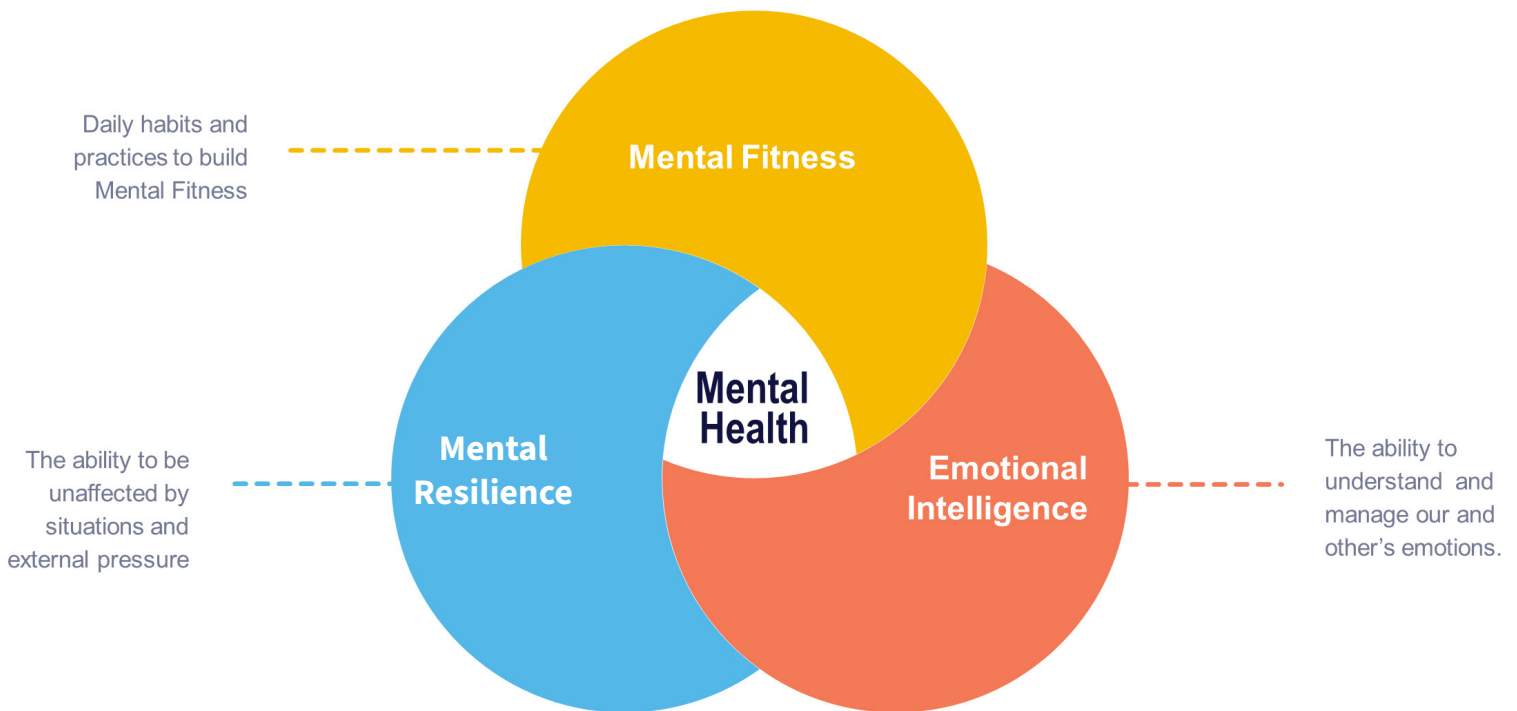 Daily habits and
practices to build
Mental Fitness
Mental Fitness
Mental
Health
Mental
Resilience
The ability to be
unaffected by
situations and
external pressure
Emotional
Intelligence
The ability to
understand and
manage our and
other’s emotions.